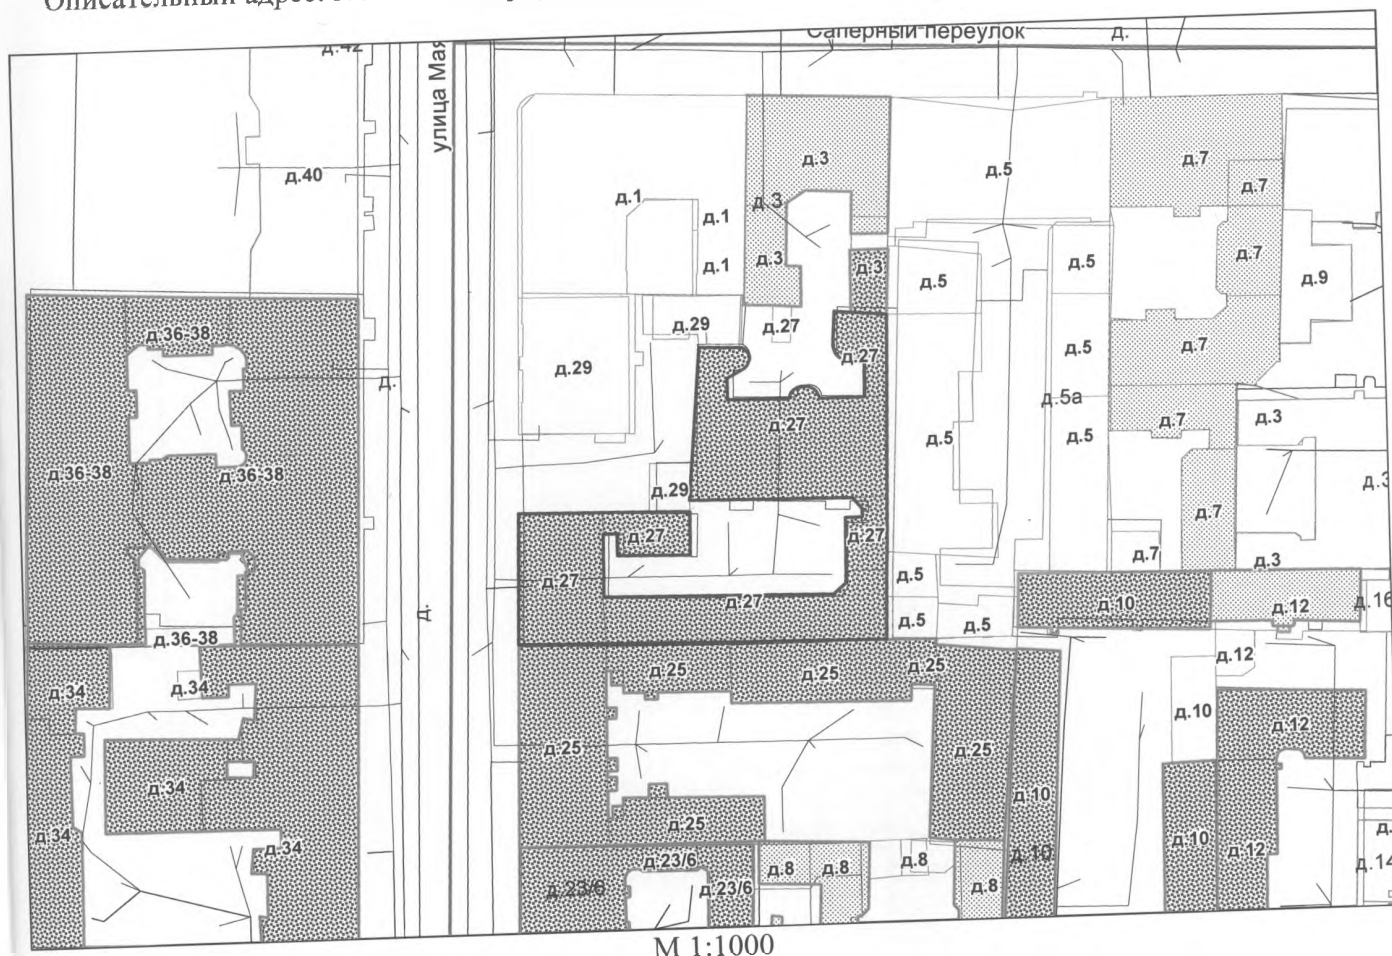 Описательный адрес:
Саперный переулок
д.
д.42
улица Мая
д.40
д.3
д.7
д.5
д.7
д.1
д.3
д.1
д.3
д.1
д.7
д.3
д.5
д.5
д.9
д.29
д.27
д.36-38
д.29
д.27
д.5
д.7
д.
д.5а
д.27
д.7
д.3
д.5
д.5
д.36-38
д.36-38
д.29
д.3
д.7
д.27
д.27
д.7
д.3
д.27
д.5
д.27
д.10
д.12
д.16
д.
д.5
д.5
д.36-38
д.12
д.25
д.25
д.25
д.34
д.34
д.10
д.12
д.25
д.25
д.34
д.10
д.25
д.34
д.34
д.10
д.12
д.
д.23/6
д.8
д.8
д.8
д.10
д.14
д.23/6
д.23/6
д.8
М 1:1000